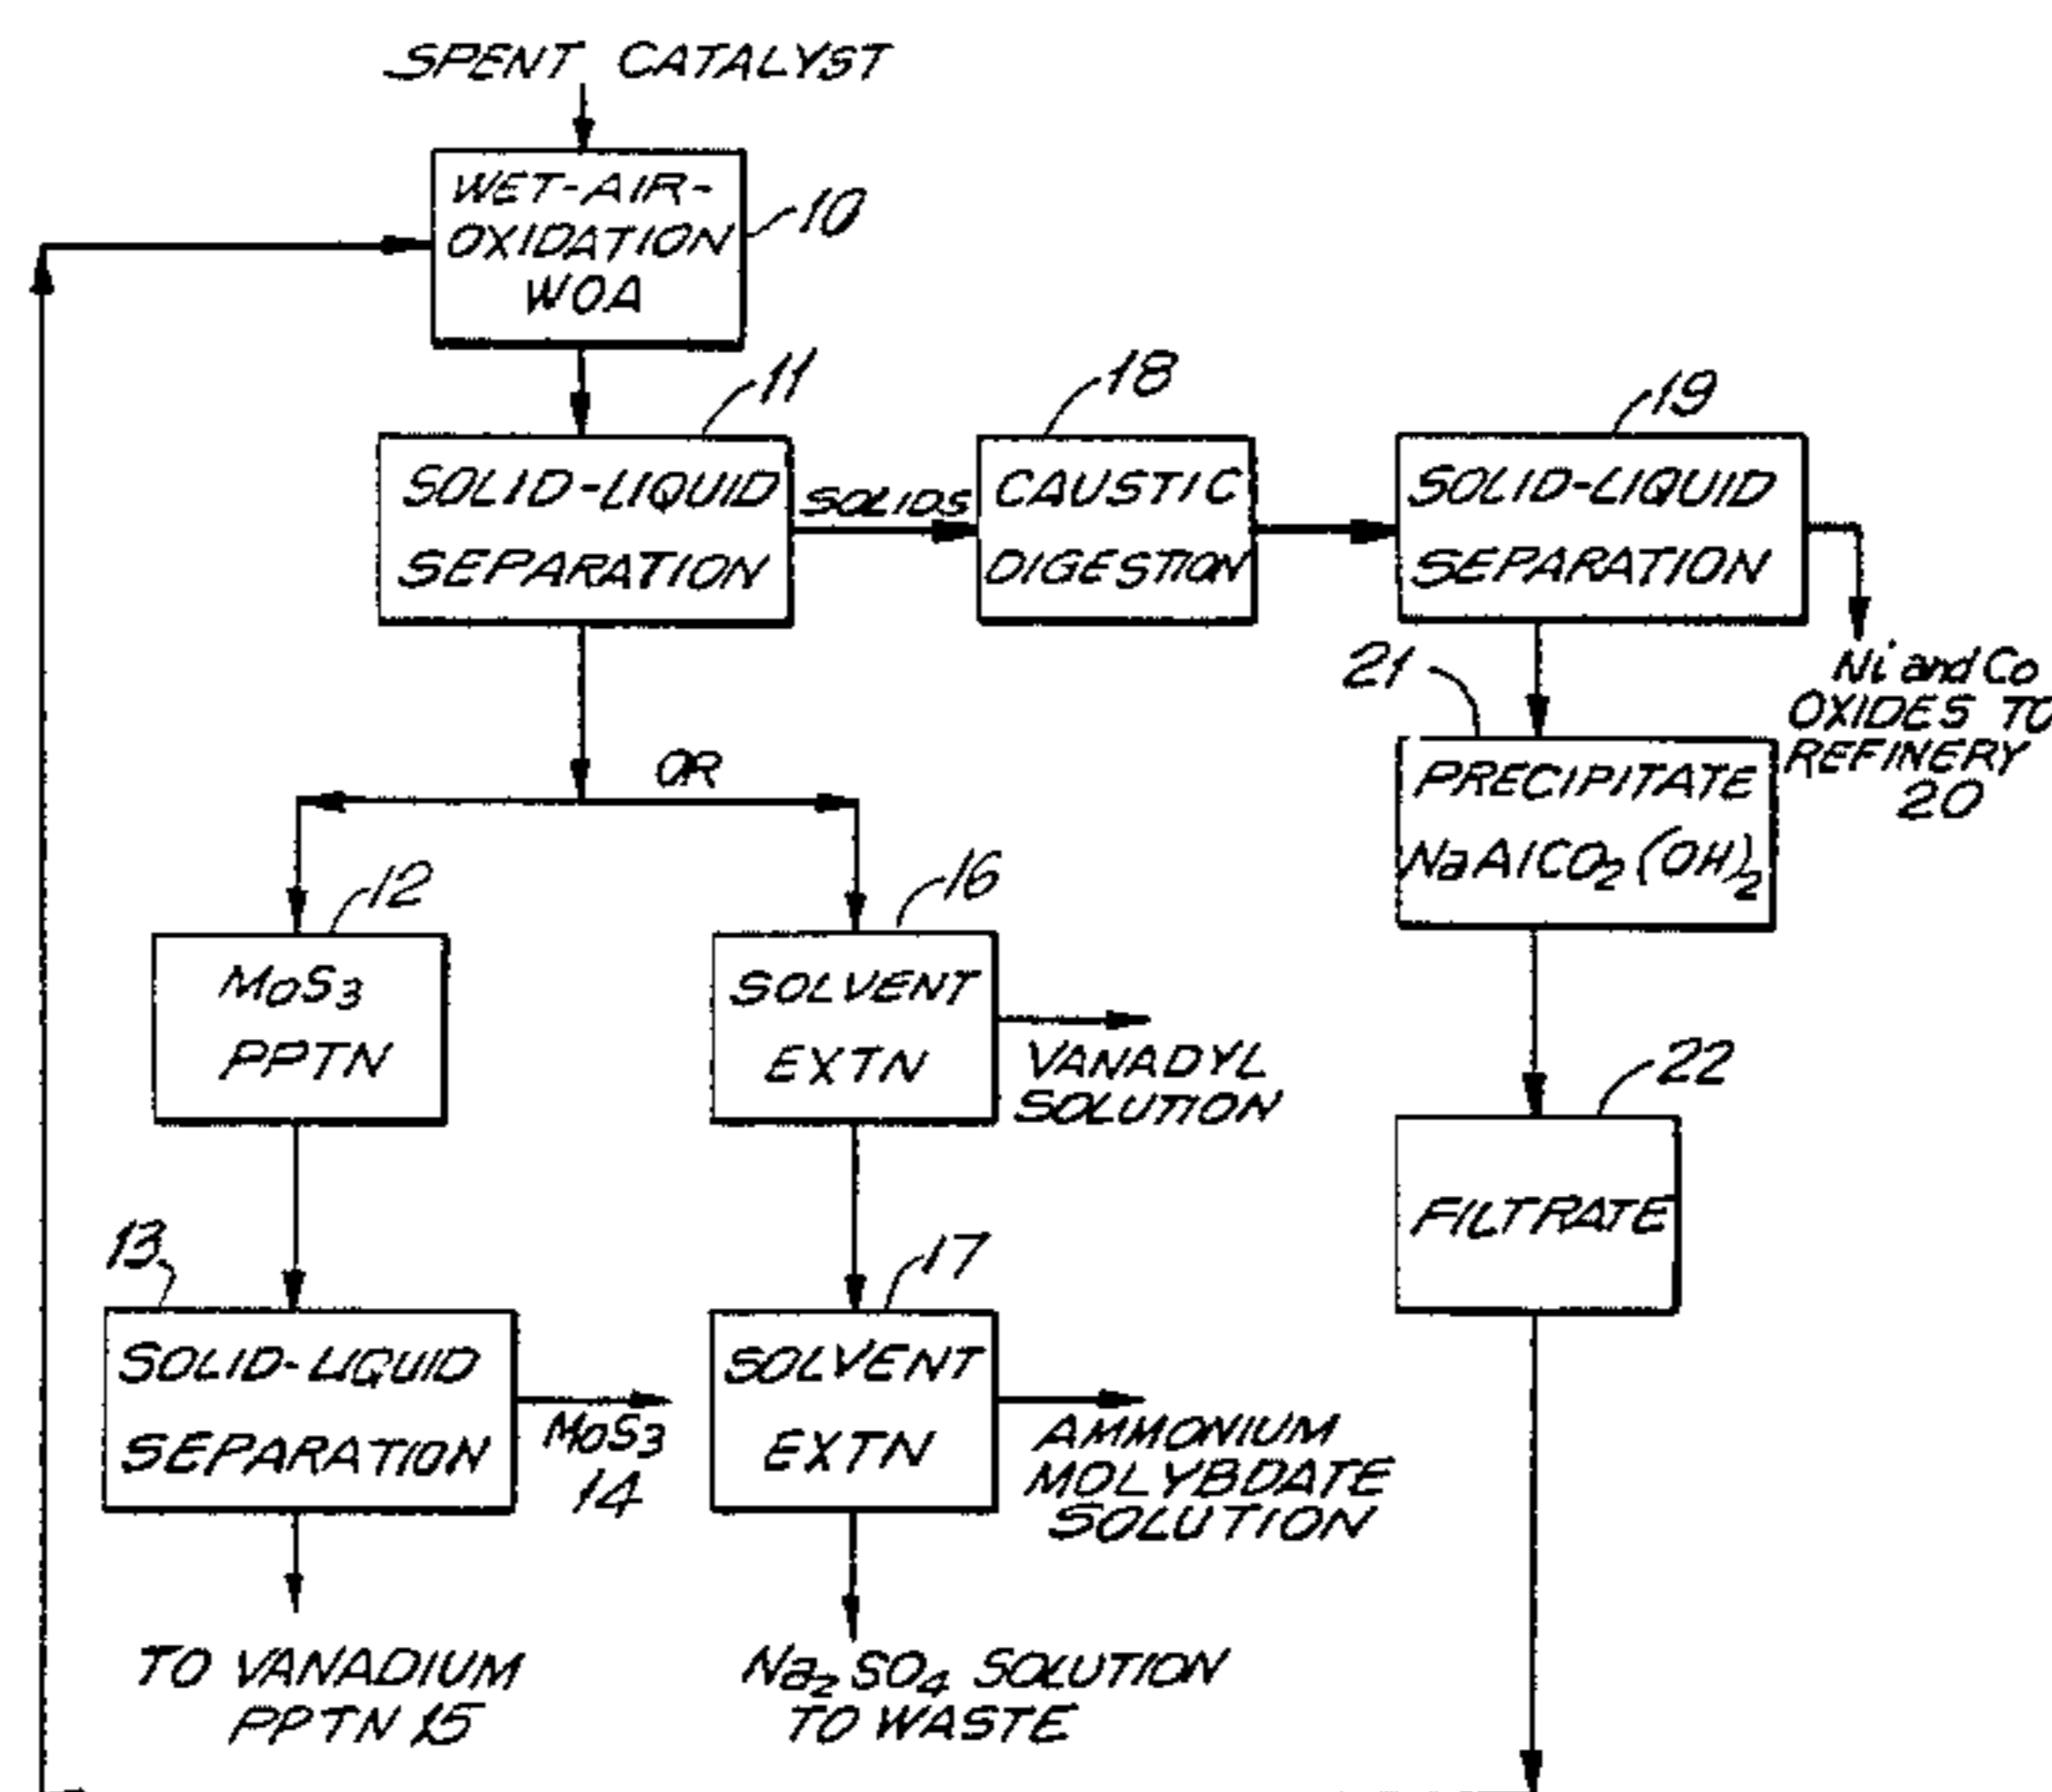 SPENT CATALYST
WET-AIR-
OXIDATION
WOA
10
11
SOLID-LIQUID
SEPARATION
SOLIDS
18
CAUSTIC
DIGESTION
19
SOLID-LIQUID
SEPARATION
Ni and Co
OXIDES TO
REFINERY
20
21
PRECIPITATE
NaAlCO₂(OH)₂
OR
12
MoS₃
PPTN
16
SOLVENT
EXTN
VANADYL
SOLUTION
22
FILTRATE
13
SOLID-LIQUID
SEPARATION
MoS₃
14
17
SOLVENT
EXTN
AMMONIUM
MOLYBDATE
SOLUTION
TO VANADIUM
PPTN 15
Na₂SO₄ SOLUTION
TO WASTE